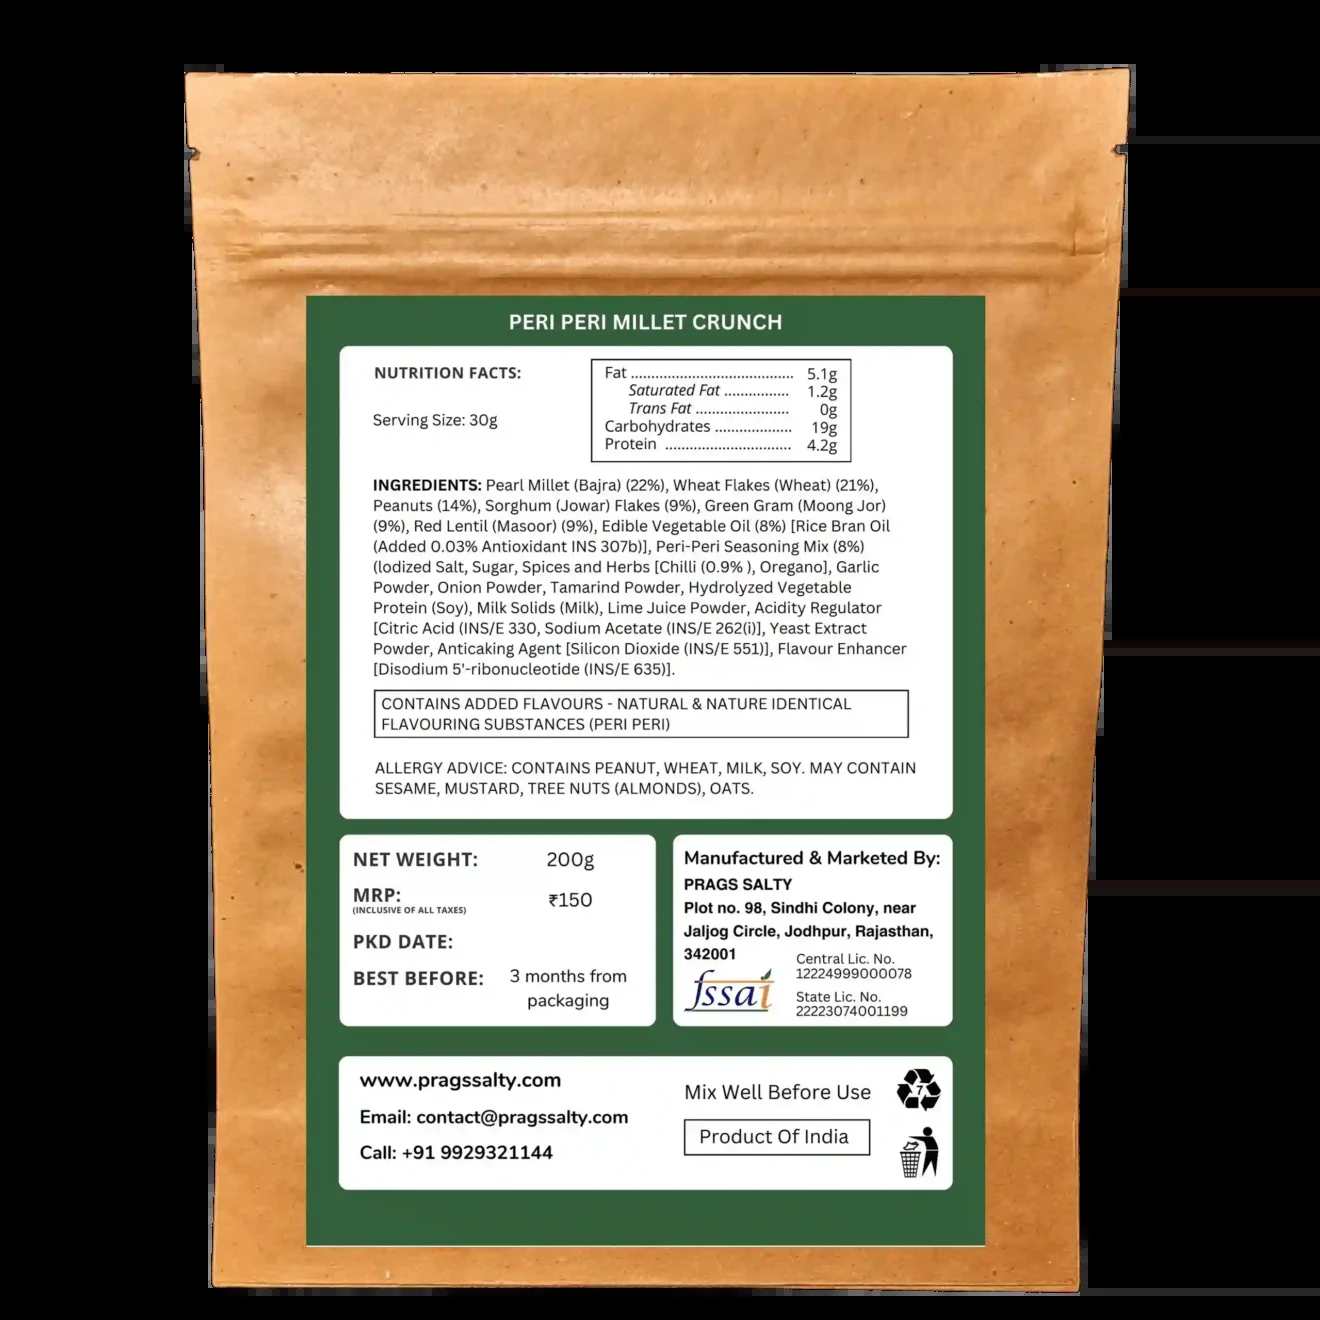 PERI PERI MILLET CRUNCH
NUTRITION FACTS:
Serving Size: 30g
Fat ........................................ 5.1g
Saturated Fat ................ 1.2g
Trans Fat ....................... 0g
Carbohydrates ................... 19g
Protein ............................... 4.2g
INGREDIENTS: Pearl Millet (Bajra) (22%), Wheat Flakes (Wheat) (21%),
Peanuts (14%), Sorghum (Jowar) Flakes (9%), Green Gram (Moong Jor)
(9%), Red Lentil (Masoor) (9%), Edible Vegetable Oil (8%) [Rice Bran Oil
(Added 0.03% Antioxidant INS 307b)], Peri-Peri Seasoning Mix (8%)
(Iodized Salt, Sugar, Spices and Herbs [Chilli (0.9% ), Oregano], Garlic
Powder, Onion Powder, Tamarind Powder, Hydrolyzed Vegetable
Protein (Soy), Milk Solids (Milk), Lime Juice Powder, Acidity Regulator
[Citric Acid (INS/E 330, Sodium Acetate (INS/E 262(i)], Yeast Extract
Powder, Anticaking Agent [Silicon Dioxide (INS/E 551)], Flavour Enhancer
[Disodium 5'-ribonucleotide (INS/E 635)].
CONTAINS ADDED FLAVOURS - NATURAL & NATURE IDENTICAL
FLAVOURING SUBSTANCES (PERI PERI)
ALLERGY ADVICE: CONTAINS PEANUT, WHEAT, MILK, SOY. MAY CONTAIN
SESAME, MUSTARD, TREE NUTS (ALMONDS), OATS.
NET WEIGHT: 200g
MRP: ₹150
(INCLUSIVE OF ALL TAXES)
PKD DATE:
BEST BEFORE: 3 months from
packaging
Manufactured & Marketed By:
PRAGS SALTY
Plot no. 98, Sindhi Colony, near
Jaljog Circle, Jodhpur, Rajasthan,
342001
fssai
Central Lic. No.
12224999000078
State Lic. No.
22223074001199
www.pragssalty.com
Email: contact@pragssalty.com
Call: +91 9929321144
Mix Well Before Use
Product Of India
7